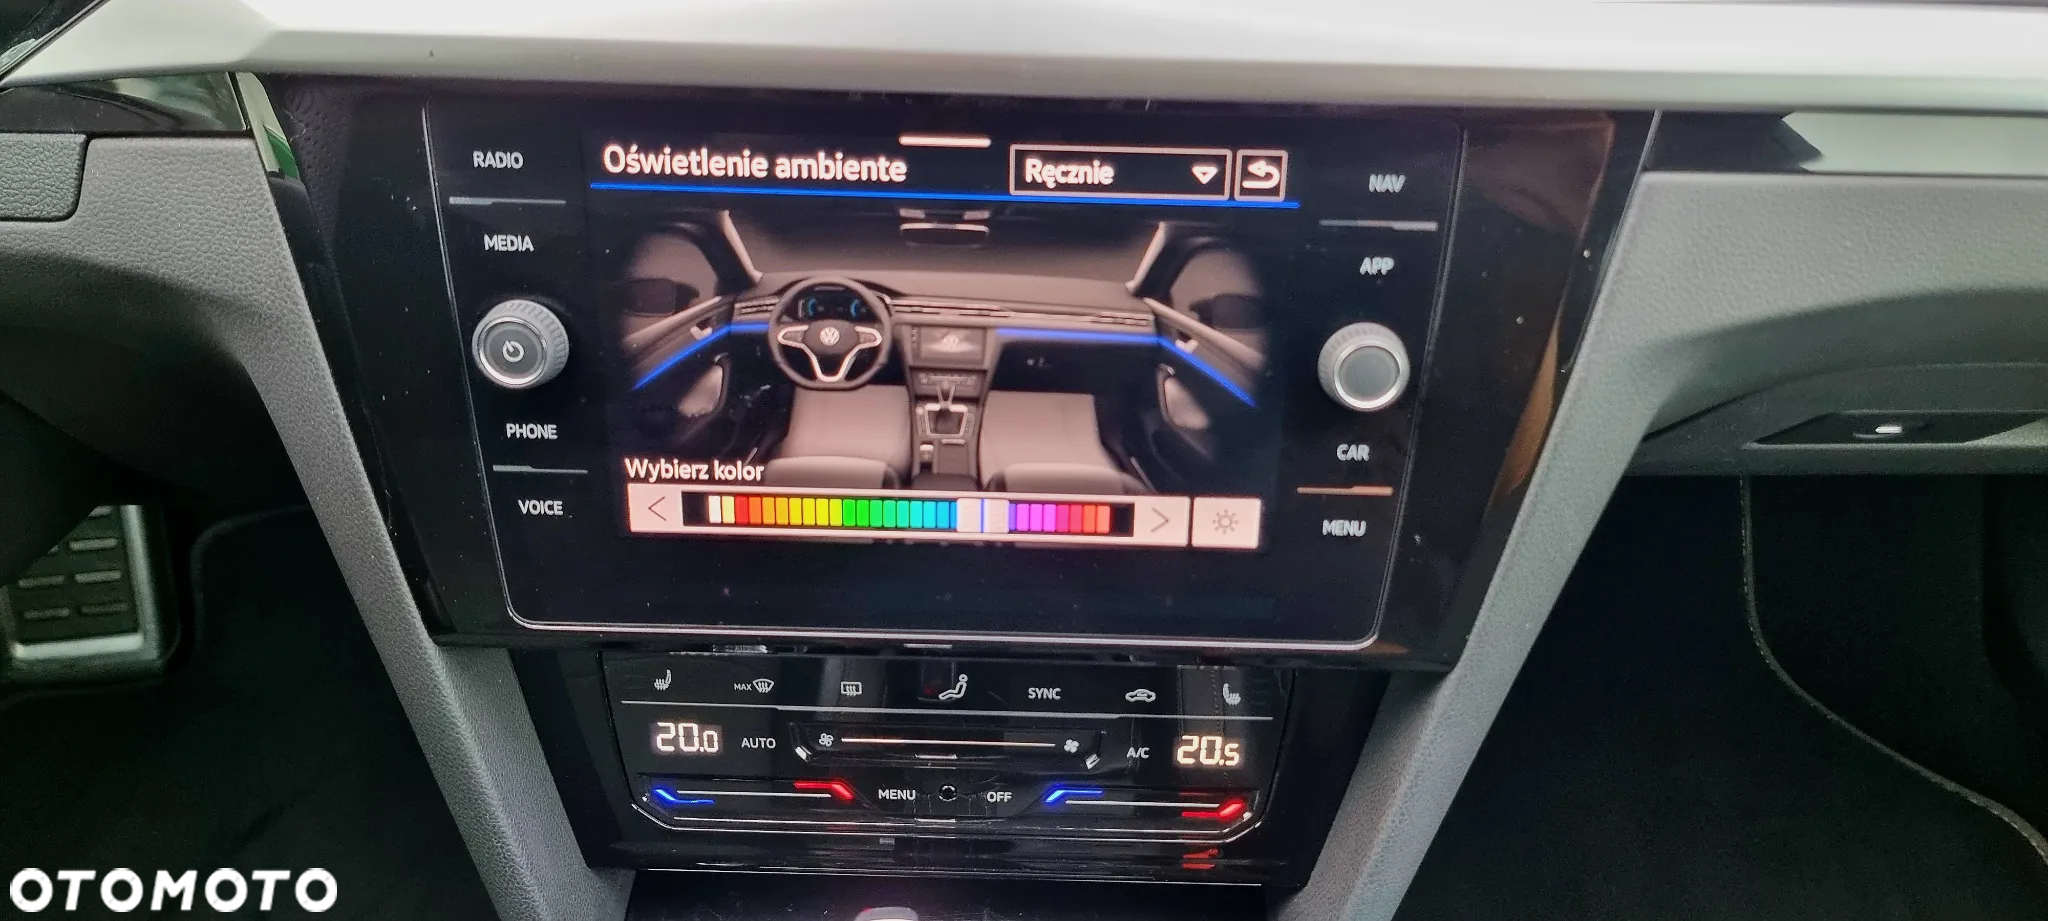 RADIO
MEDIA
PHONE
VOICE
Oświetlenie ambiente
Ręcznie
Wybierz kolor
NAV
APP
CAR
MENU
MAX
SYNC
20.0
AUTO
A/C
20.5
MENU
OFF
OTOMOTO